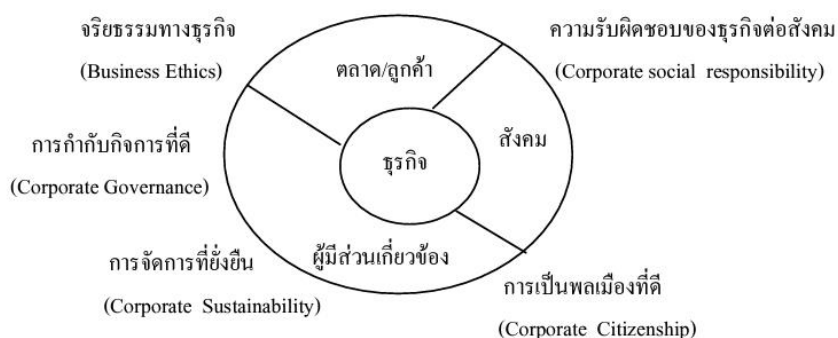 จริยธรรมทางธุรกิจ
(Business Ethics)
ความรับผิดชอบของธุรกิจต่อสังคม
(Corporate social responsibility)
ตลาด/ลูกค้า
สังคม
ธุรกิจ
การกำกับกิจการที่ดี
(Corporate Governance)
ผู้มีส่วนเกี่ยวข้อง
การจัดการที่ยั่งยืน
(Corporate Sustainability)
การเป็นพลเมืองที่ดี
(Corporate Citizenship)